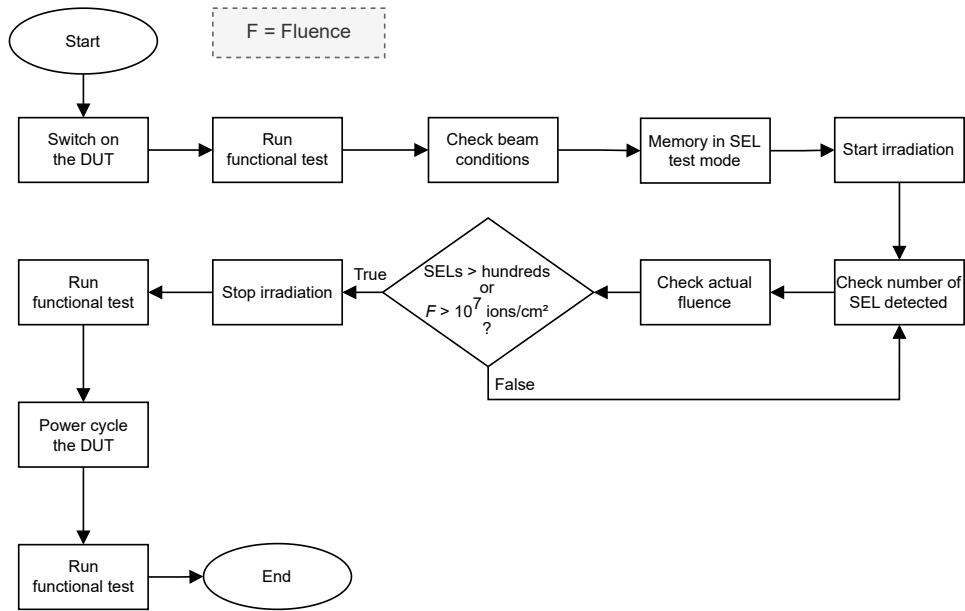 Start
F = Fluence
Switch on
the DUT
Run
functional test
Check beam
conditions
Memory in SEL
test mode
Start irradiation
Check number of
SEL detected
Check actual
fluence
SELs > hundreds
or
F > 10⁷ ions/cm²
?
True
False
Stop irradiation
Run
functional test
Power cycle
the DUT
Run
functional test
End